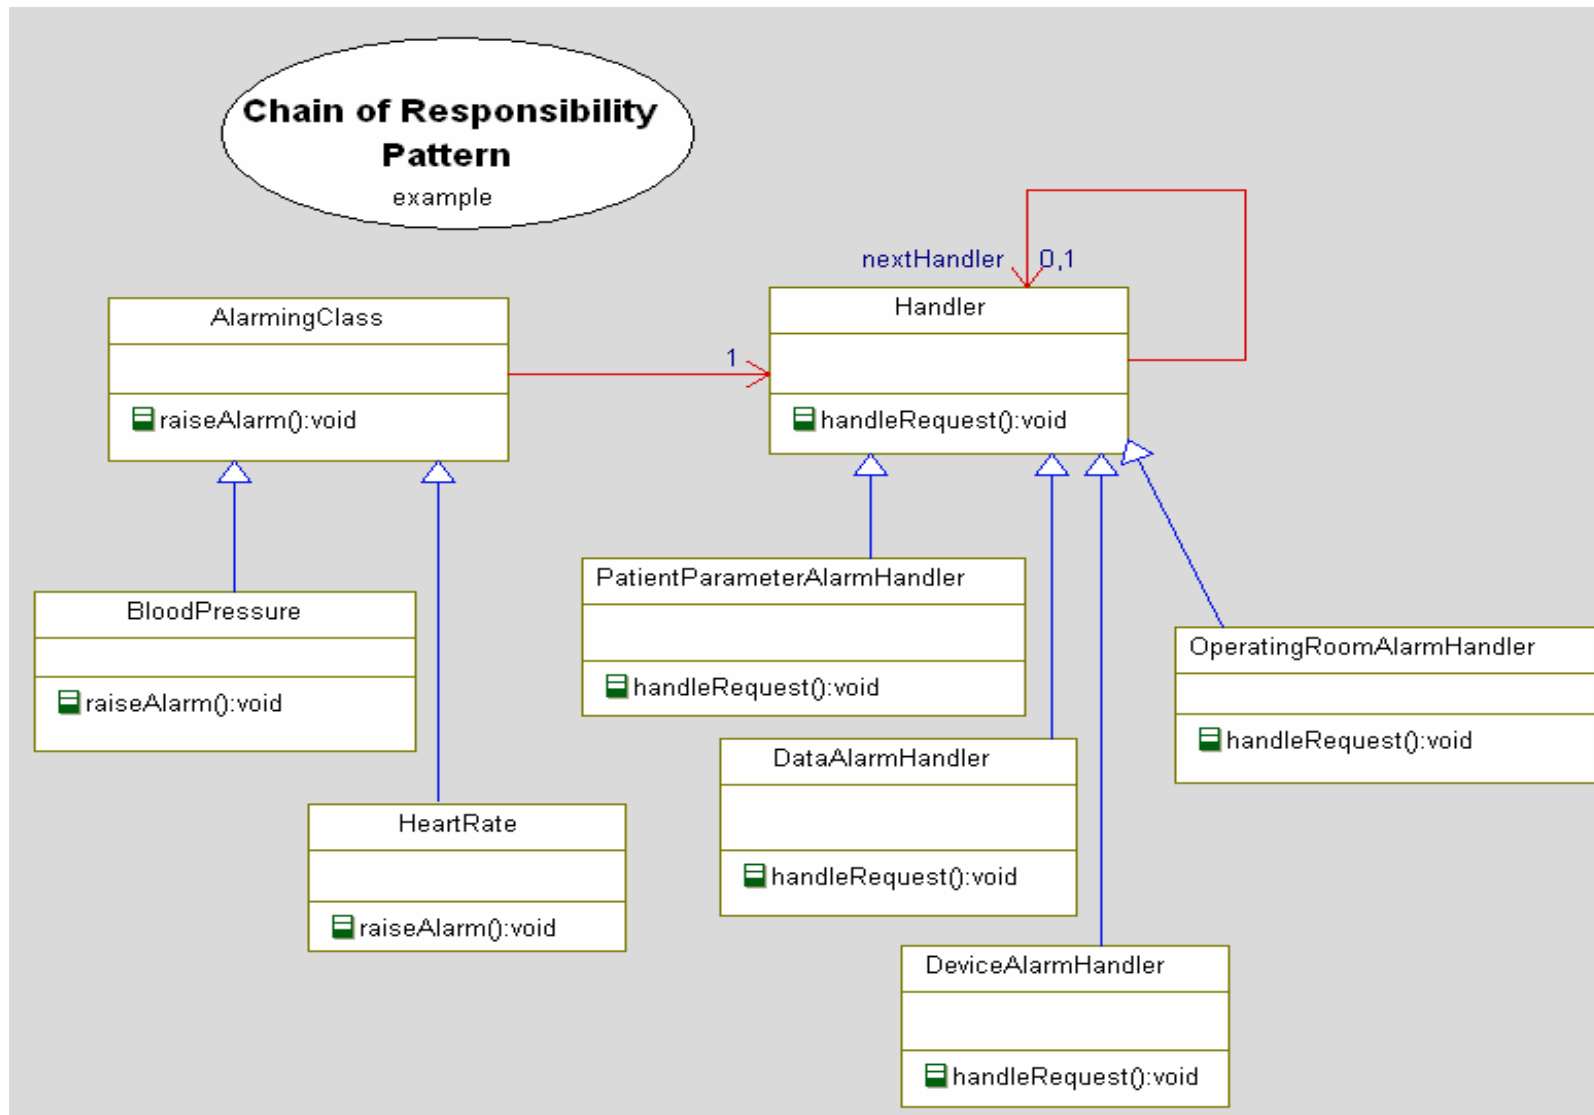 Chain of Responsibility
Pattern
example
nextHandler 0,1
AlarmingClass
raiseAlarm():void
1
Handler
handleRequest():void
BloodPressure
raiseAlarm():void
HeartRate
raiseAlarm():void
PatientParameterAlarmHandler
handleRequest():void
DataAlarmHandler
handleRequest():void
DeviceAlarmHandler
handleRequest():void
OperatingRoomAlarmHandler
handleRequest():void